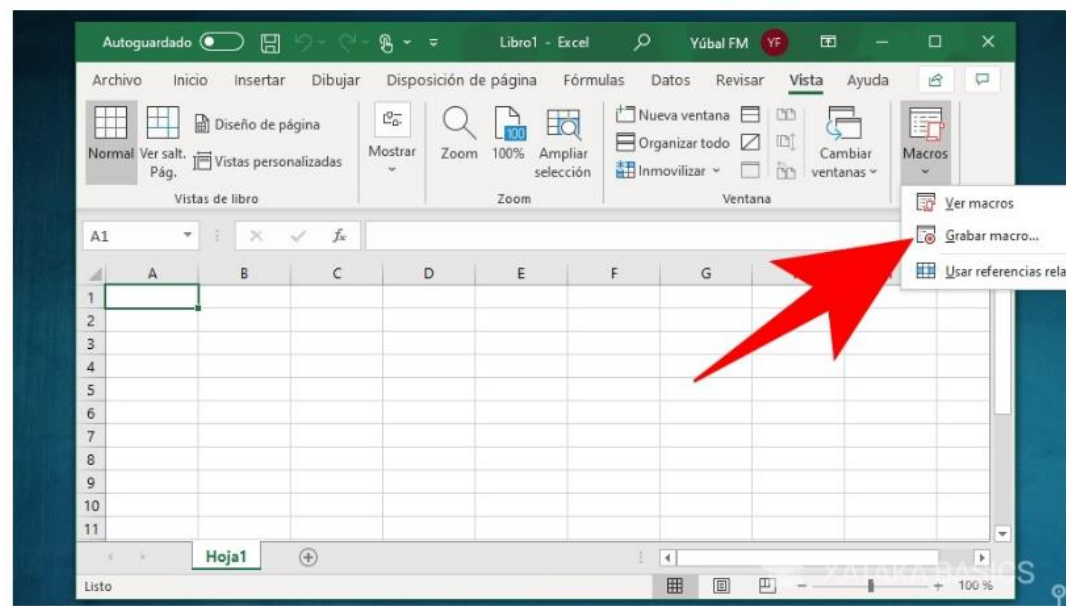 Autoguardado
Libro1 - Excel
Yúbal FM
YF
Archivo Inicio Insertar Dibujar Disposición de página Fórmulas Datos Revisar Vista Ayuda
Normal
Ver salt. Pág.
Diseño de página
Vistas personalizadas
Vistas de libro
Mostrar
Zoom
100
100%
Ampliar
selección
Zoom
Nueva ventana
Organizar todo
Inmovilizar
Cambiar
ventanas
Ventana
Macros
Ver macros
Grabar macro...
Usar referencias rela
A1
fx
A B C D E F G
1
2
3
4
5
6
7
8
9
10
11
Hoja1
Listo
100 %
XATAKA BASICS